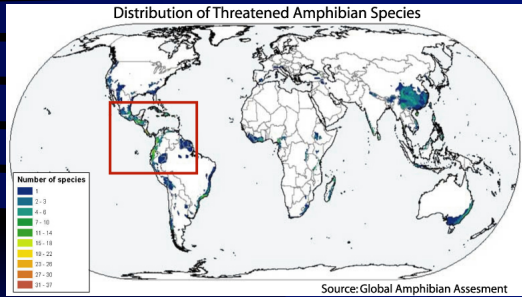 Distribution of Threatened Amphibian Species
Number of species
1
2 - 3
4 - 6
7 - 10
11 - 14
15 - 18
19 - 22
23 - 26
27 - 30
31 - 37
Source: Global Amphibian Assesment